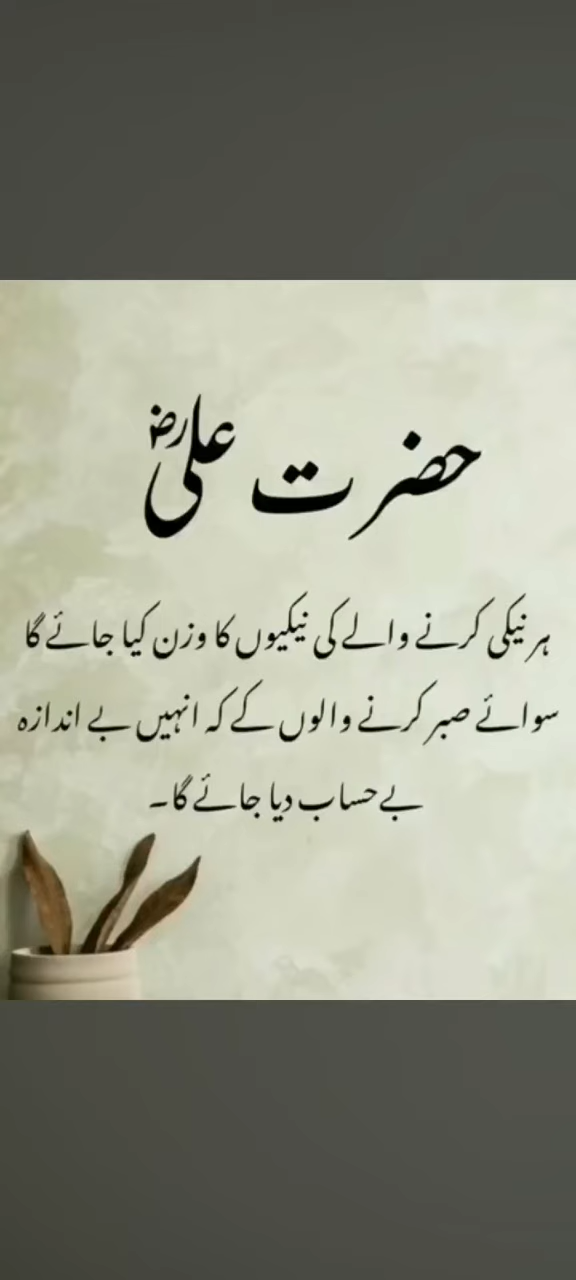 حضرت علیؓ
ہر نیکی کرنے والے کی نیکیوں کا وزن کیا جائے گا
سوائے صبر کرنے والوں کے کہ انہیں بے اندازہ
بے حساب دیا جائے گا۔